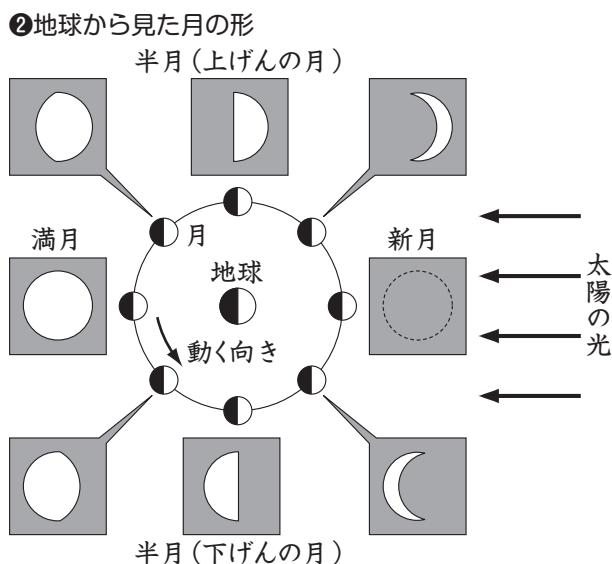 ❷地球から見た月の形
半月(上げんの月)
満月
月
地球
新月
太陽の光
動く向き
半月(下げんの月)